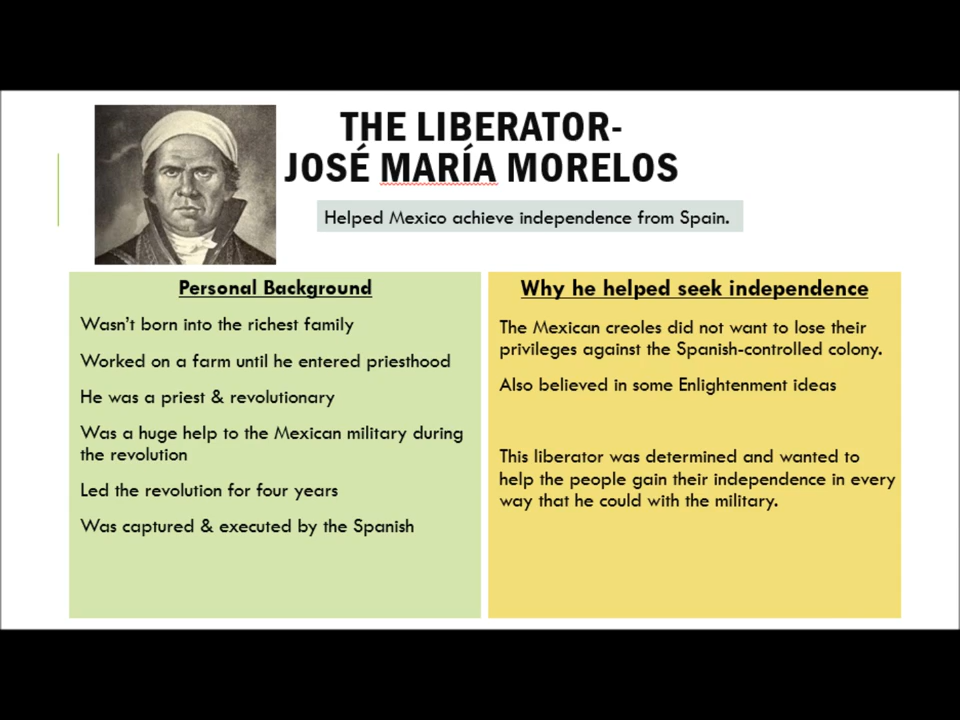 THE LIBERATOR-
JOSÉ MARÍA MORELOS
Helped Mexico achieve independence from Spain.
Personal Background
Wasn't born into the richest family
Worked on a farm until he entered priesthood
He was a priest & revolutionary
Was a huge help to the Mexican military during
the revolution
Led the revolution for four years
Was captured & executed by the Spanish
Why he helped seek independence
The Mexican creoles did not want to lose their
privileges against the Spanish-controlled colony.
Also believed in some Enlightenment ideas
This liberator was determined and wanted to
help the people gain their independence in every
way that he could with the military.